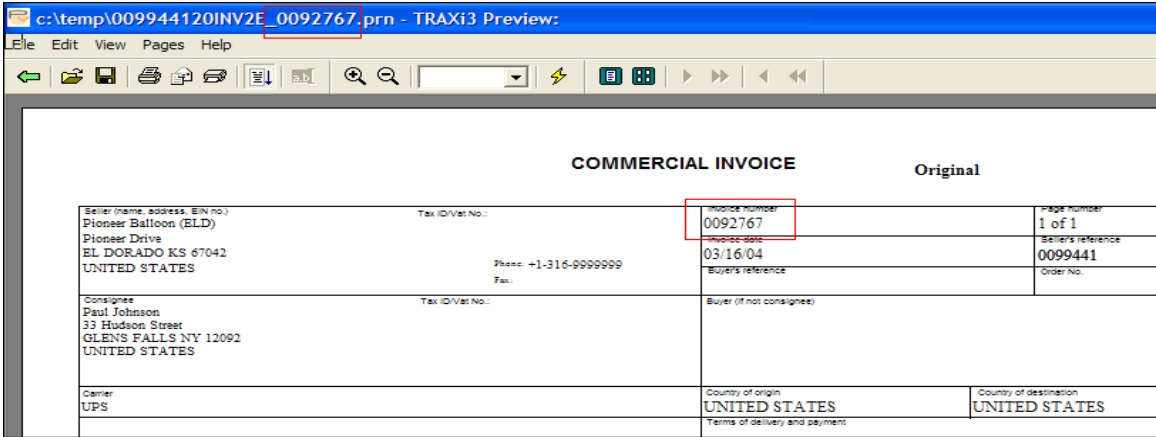 c:\temp\009944120INV2E_0092767.prn - TRAXi3 Preview:
File Edit View Pages Help
COMMERCIAL INVOICE
Original
Seller (name, address, EIN no.)
Tax ID/Vat No.:
Pioneer Balloon (ELD)
Pioneer Drive
EL DORADO KS 67042
UNITED STATES
Phone: +1-316-9999999
Fax:
Invoice number
0092767
Page number
1 of 1
Invoice date
03/16/04
Seller's reference
0099441
Buyer's reference
Order No.
Consignee
Tax ID/Vat No.:
Paul Johnson
33 Hudson Street
GLENS FALLS NY 12092
UNITED STATES
Buyer (if not consignee)
Carrier
UPS
Country of origin
UNITED STATES
Country of destination
UNITED STATES
Terms of delivery and payment